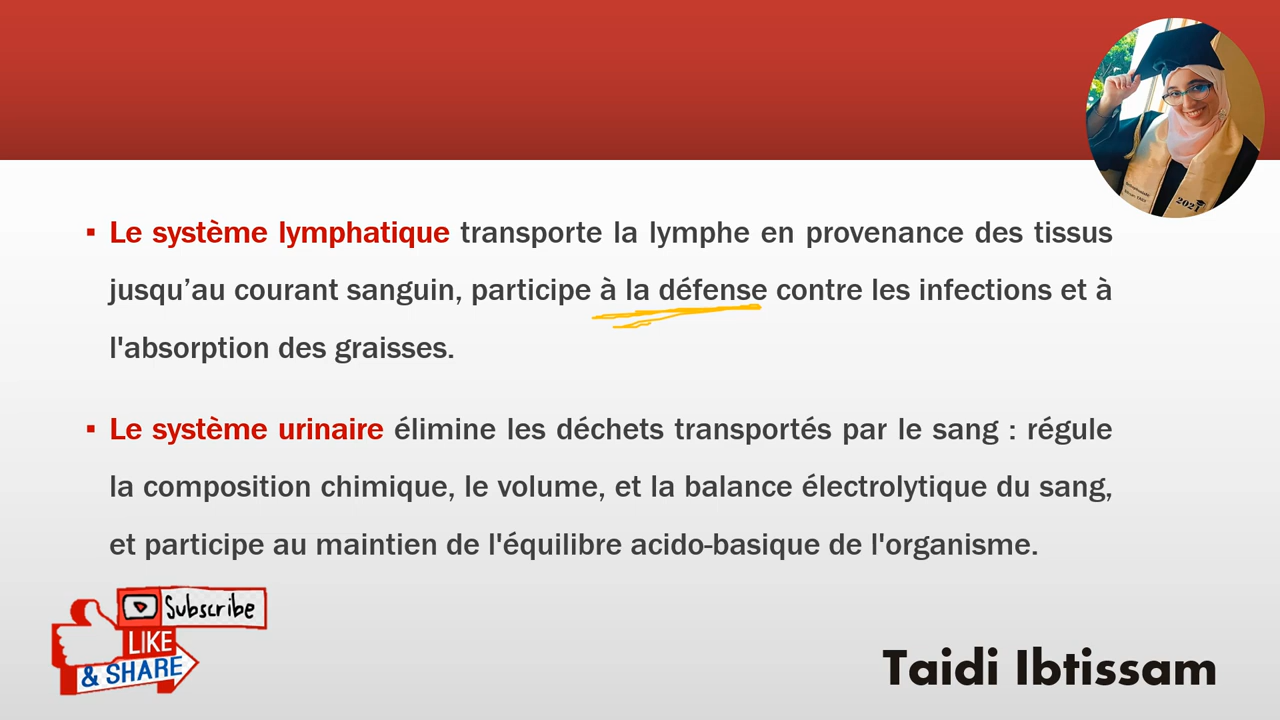 2021
▪ Le système lymphatique transporte la lymphe en provenance des tissus
jusqu’au courant sanguin, participe à la défense contre les infections et à
l'absorption des graisses.
▪ Le système urinaire élimine les déchets transportés par le sang : régule
la composition chimique, le volume, et la balance électrolytique du sang,
et participe au maintien de l'équilibre acido-basique de l'organisme.
Subscribe
LIKE
& SHARE
Taidi Ibtissam